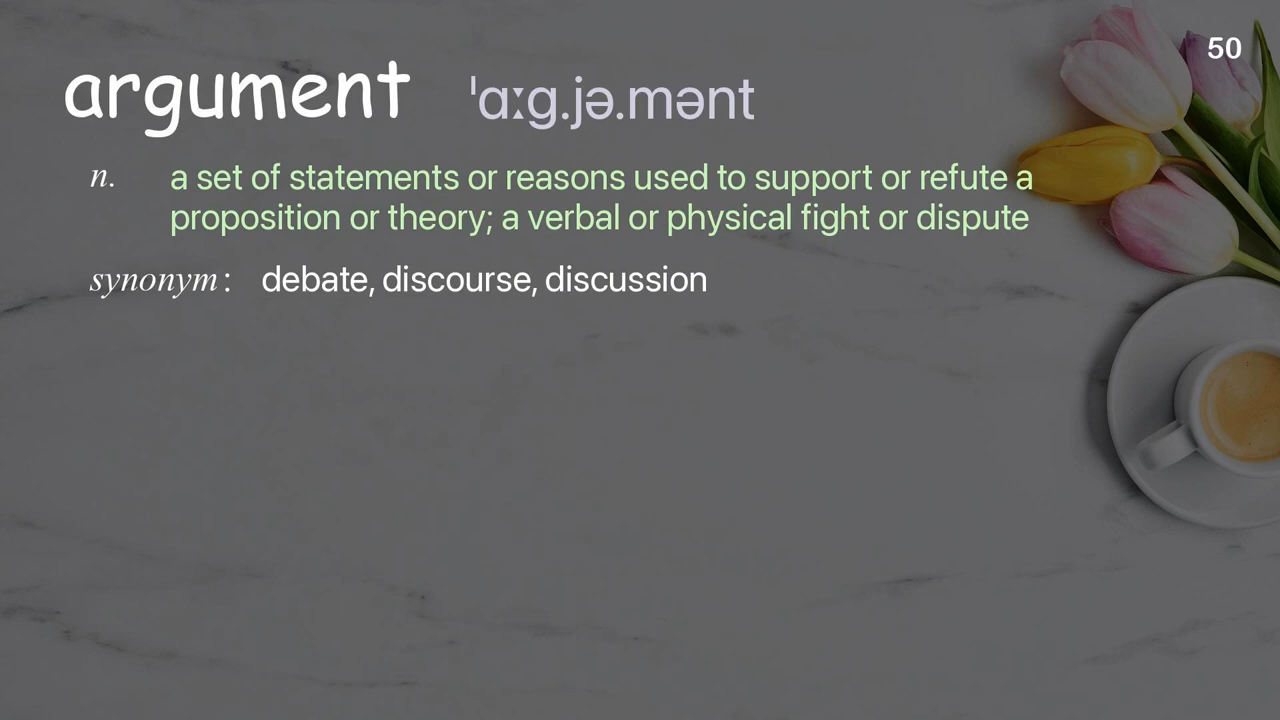 50
argument ˈɑːg.jə.mənt
n. a set of statements or reasons used to support or refute a
proposition or theory; a verbal or physical fight or dispute
synonym : debate, discourse, discussion